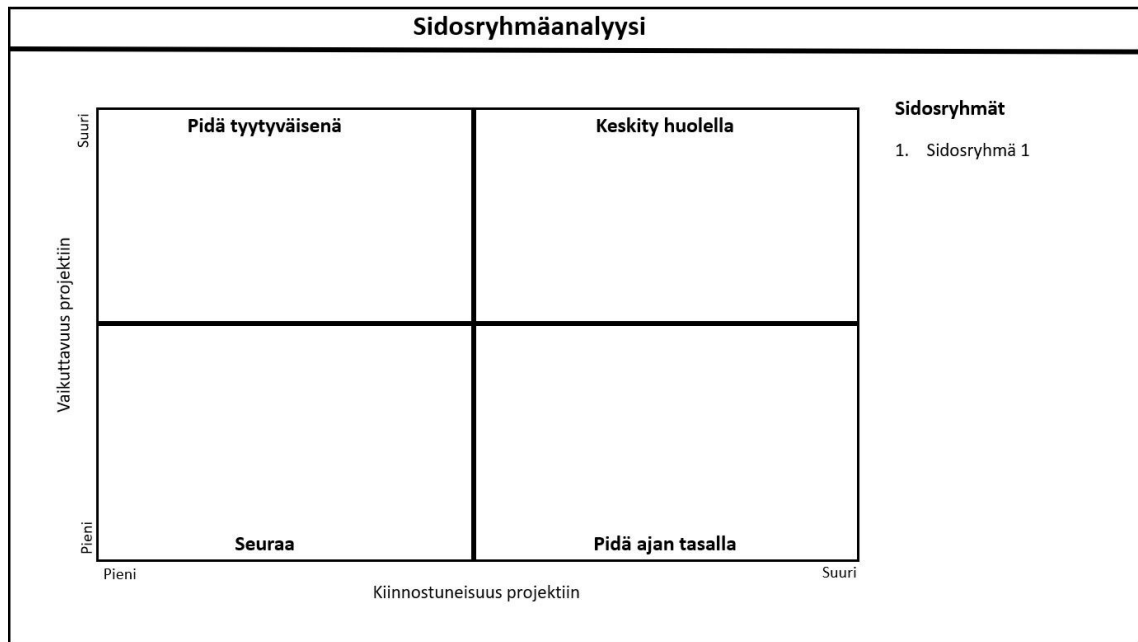 Sidosryhmäanalyysi
Suuri
Pidä tyytyväisenä
Keskity huolella
Sidosryhmät
1. Sidosryhmä 1
Vaikuttavuus projektiin
Pieni
Seuraa
Pidä ajan tasalla
Pieni
Suuri
Kiinnostuneisuus projektiin